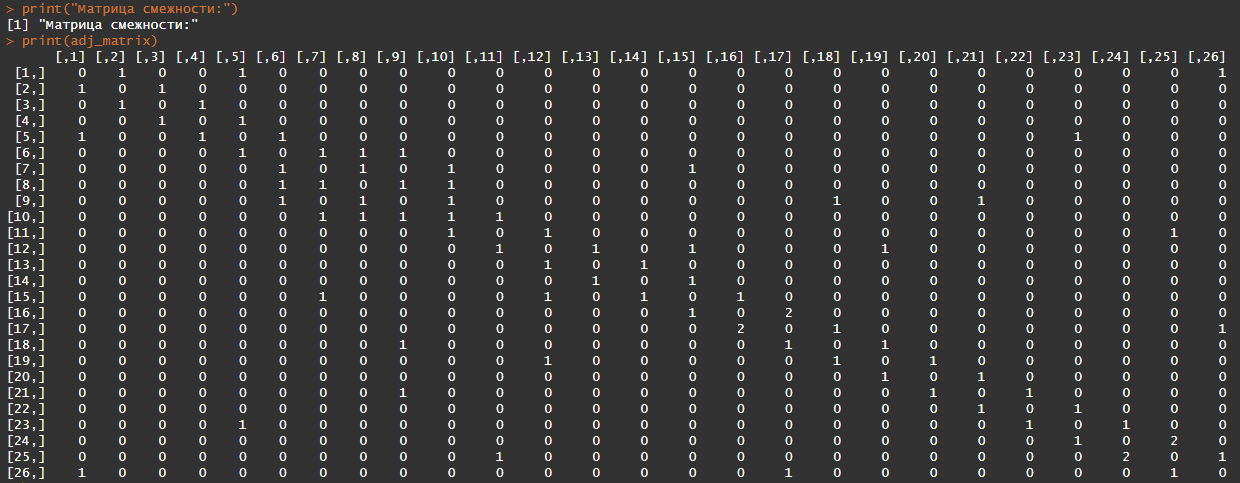 > print("Матрица смежности:")
[1] "Матрица смежности:"
> print(adj_matrix)
[,1] [,2] [,3] [,4] [,5] [,6] [,7] [,8] [,9] [,10] [,11] [,12] [,13] [,14] [,15] [,16] [,17] [,18] [,19] [,20] [,21] [,22] [,23] [,24] [,25] [,26]
[1,] 0 1 0 0 1 0 0 0 0 0 0 0 0 0 0 0 0 0 0 0 0 0 0 0 0 1
[2,] 1 0 1 0 0 0 0 0 0 0 0 0 0 0 0 0 0 0 0 0 0 0 0 0 0 0
[3,] 0 1 0 1 0 0 0 0 0 0 0 0 0 0 0 0 0 0 0 0 0 0 0 0 0 0
[4,] 0 0 1 0 1 0 0 0 0 0 0 0 0 0 0 0 0 0 0 0 0 0 0 0 0 0
[5,] 1 0 0 1 0 1 0 0 0 0 0 0 0 0 0 0 0 0 0 0 0 0 1 0 0 0
[6,] 0 0 0 0 1 0 1 1 1 0 0 0 0 0 0 0 0 0 0 0 0 0 0 0 0 0
[7,] 0 0 0 0 0 1 0 1 0 1 0 0 0 0 1 0 0 0 0 0 0 0 0 0 0 0
[8,] 0 0 0 0 0 1 1 0 1 1 0 0 0 0 0 0 0 0 0 0 0 0 0 0 0 0
[9,] 0 0 0 0 0 1 0 1 0 1 0 0 0 0 0 0 0 1 0 0 1 0 0 0 0 0
[10,] 0 0 0 0 0 0 1 1 1 1 1 0 0 0 0 0 0 0 0 0 0 0 0 0 0 0
[11,] 0 0 0 0 0 0 0 0 0 1 0 1 0 0 0 0 0 0 0 0 0 0 0 0 1 0
[12,] 0 0 0 0 0 0 0 0 0 0 1 0 1 0 1 0 0 0 1 0 0 0 0 0 0 0
[13,] 0 0 0 0 0 0 0 0 0 0 0 1 0 1 0 0 0 0 0 0 0 0 0 0 0 0
[14,] 0 0 0 0 0 0 0 0 0 0 0 0 1 0 1 0 0 0 0 0 0 0 0 0 0 0
[15,] 0 0 0 0 0 0 1 0 0 0 0 1 0 1 0 1 0 0 0 0 0 0 0 0 0 0
[16,] 0 0 0 0 0 0 0 0 0 0 0 0 0 0 1 0 2 0 0 0 0 0 0 0 0 0
[17,] 0 0 0 0 0 0 0 0 0 0 0 0 0 0 0 2 0 1 0 0 0 0 0 0 0 1
[18,] 0 0 0 0 0 0 0 0 1 0 0 0 0 0 0 0 1 0 1 0 0 0 0 0 0 0
[19,] 0 0 0 0 0 0 0 0 0 0 0 1 0 0 0 0 0 1 0 1 0 0 0 0 0 0
[20,] 0 0 0 0 0 0 0 0 0 0 0 0 0 0 0 0 0 0 1 0 1 0 0 0 0 0
[21,] 0 0 0 0 0 0 0 0 1 0 0 0 0 0 0 0 0 0 0 1 0 1 0 0 0 0
[22,] 0 0 0 0 0 0 0 0 0 0 0 0 0 0 0 0 0 0 0 0 1 0 1 0 0 0
[23,] 0 0 0 0 1 0 0 0 0 0 0 0 0 0 0 0 0 0 0 0 0 1 0 1 0 0
[24,] 0 0 0 0 0 0 0 0 0 0 0 0 0 0 0 0 0 0 0 0 0 0 1 0 2 0
[25,] 0 0 0 0 0 0 0 0 0 0 1 0 0 0 0 0 0 0 0 0 0 0 0 2 0 1
[26,] 1 0 0 0 0 0 0 0 0 0 0 0 0 0 0 0 1 0 0 0 0 0 0 0 1 0